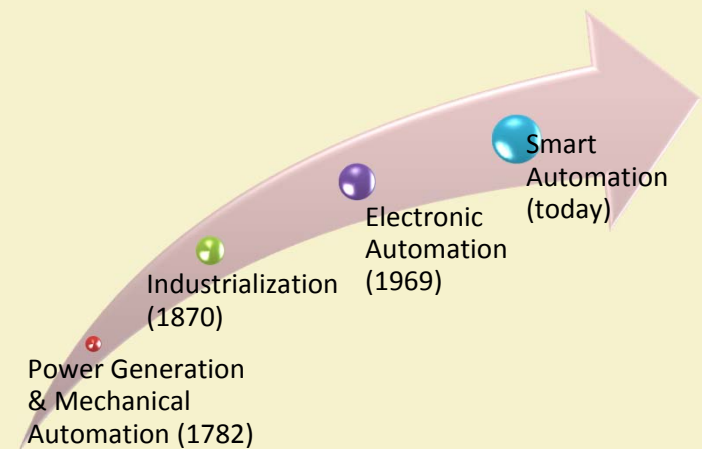 Smart
Automation
(today)
Electronic
Automation
(1969)
Industrialization
(1870)
Power Generation
& Mechanical
Automation (1782)